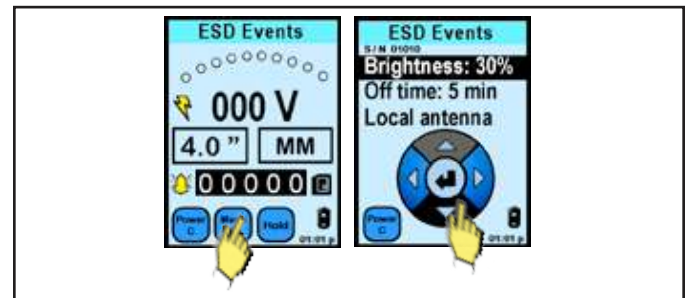 ESD Events
000 V
4.0 "
MM
00000
Power
Hold
01:01 p
ESD Events
S/N 01010
Brightness: 30%
Off time: 5 min
Local antenna
Power
01:01 p